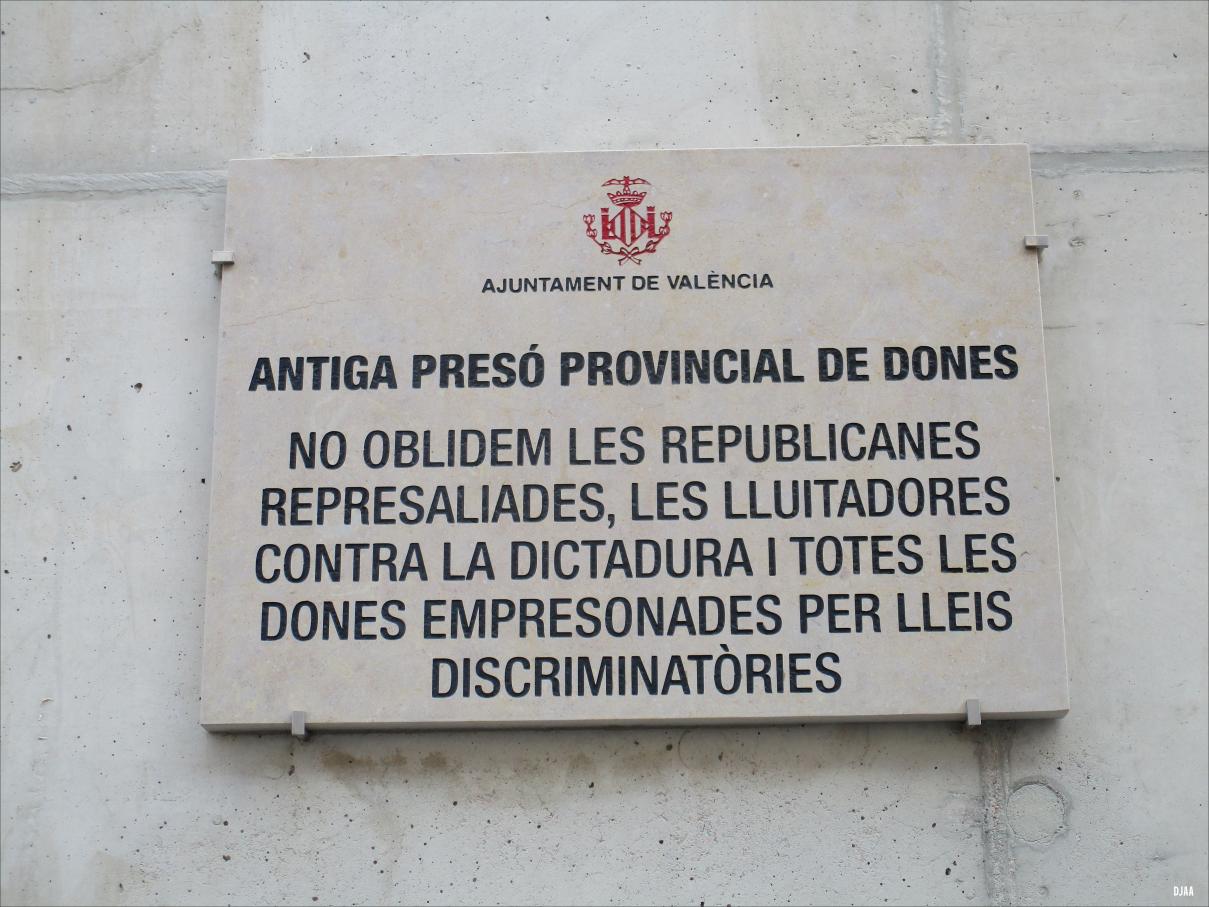 AJUNTAMENT DE VALÈNCIA
ANTIGA PRESÓ PROVINCIAL DE DONES
NO OBLIDEM LES REPUBLICANES
REPRESALIADES, LES LLUITADORES
CONTRA LA DICTADURA I TOTES LES
DONES EMPRESONADES PER LLEIS
DISCRIMINATÒRIES
DJAA